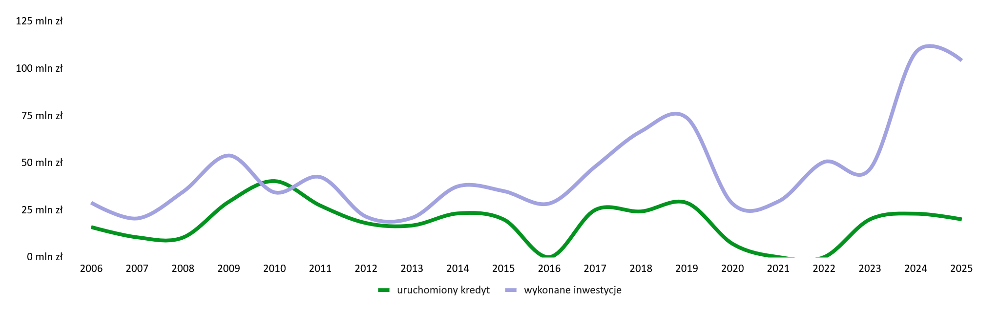 125 mln zł
100 mln zł
75 mln zł
50 mln zł
25 mln zł
0 mln zł
2006 2007 2008 2009 2010 2011 2012 2013 2014 2015 2016 2017 2018 2019 2020 2021 2022 2023 2024 2025
uruchomiony kredyt wykonane inwestycje